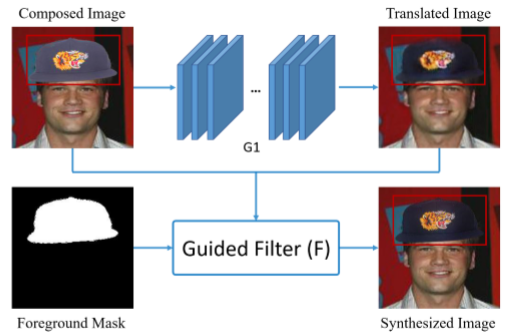 Composed Image
Translated Image
...
G1
Guided Filter (F)
Foreground Mask
Synthesized Image